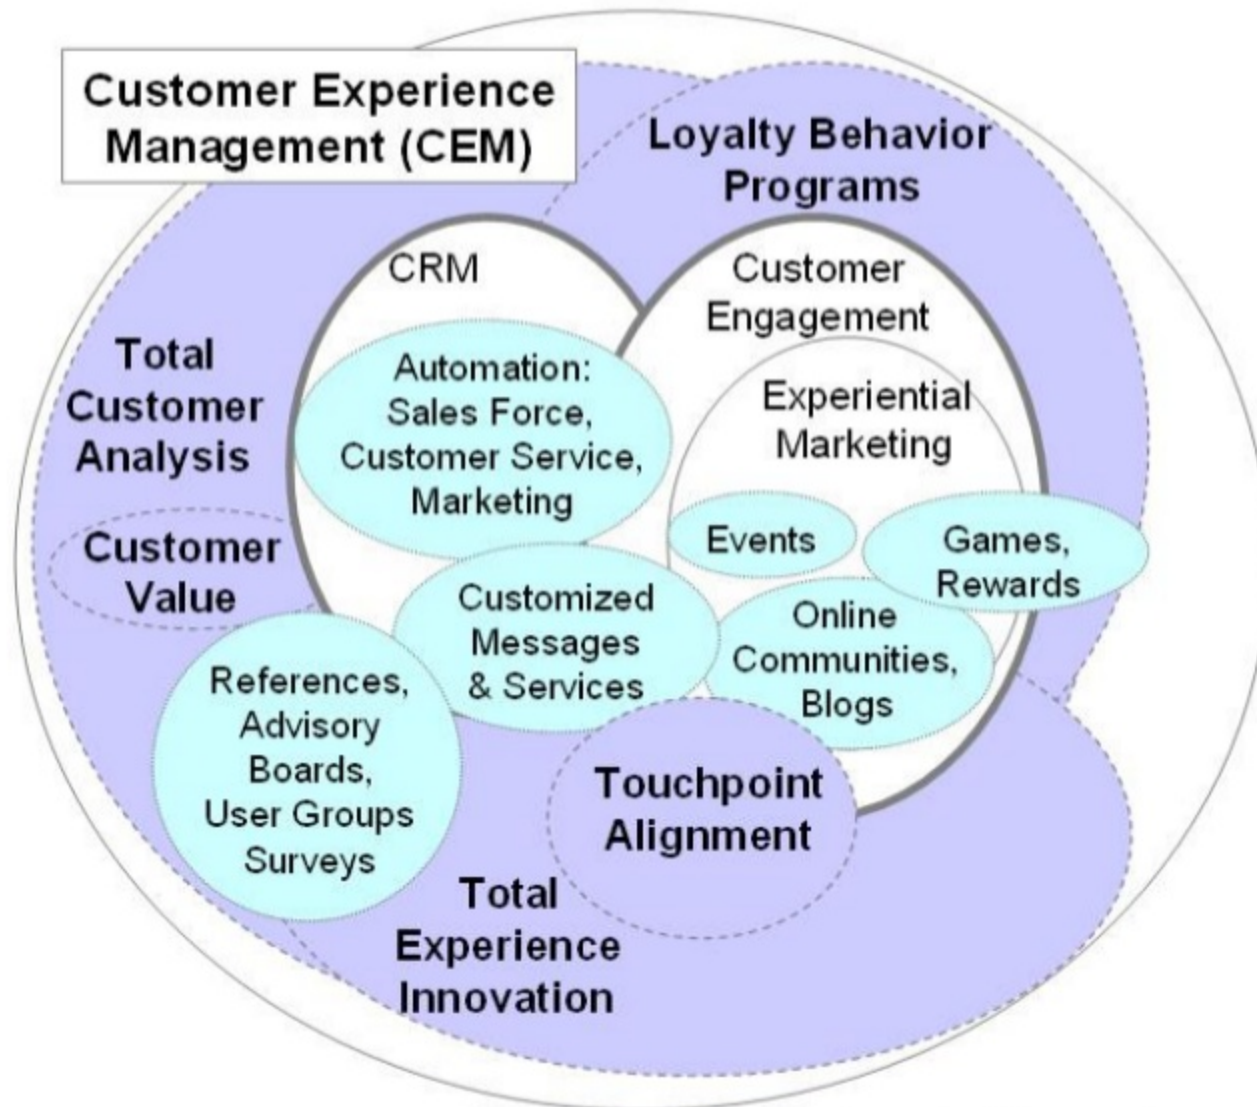 Customer Experience
Management (CEM)
Loyalty Behavior
Programs
CRM
Customer
Engagement
Total
Customer
Analysis
Automation:
Sales Force,
Customer Service,
Marketing
Experiential
Marketing
Customer
Value
Events
Games,
Rewards
Customized
Messages
& Services
Online
Communities,
Blogs
References,
Advisory
Boards,
User Groups
Surveys
Touchpoint
Alignment
Total
Experience
Innovation